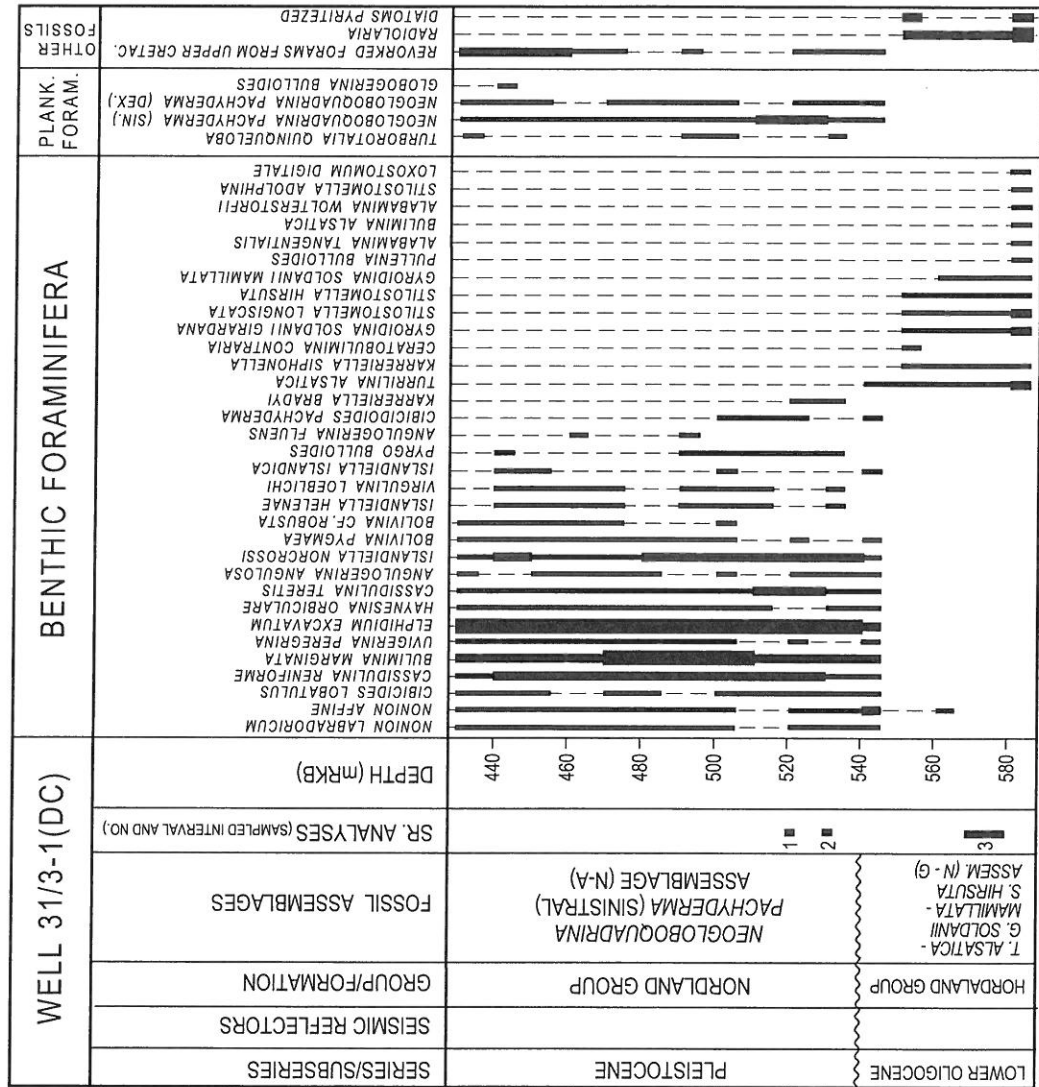 WELL 31/3-1(DC)
BENTHIC FORAMINIFERA
PLANK.
FORAM.
OTHER
FOSSILS
SERIES/SUBSERIES
SEISMIC REFLECTORS
GROUP/FORMATION
FOSSIL ASSEMBLAGES
SR. ANALYSES (SAMPLED INTERVAL AND NO.)
DEPTH (mRKB)
NONION LABRADORICUM
NONION AFFINE
CIBICIDES LOBATULUS
CASSIDULINA RENIFORME
BULIMINA MARGINATA
UVIGERINA PEREGRINA
ELPHIDIUM EXCAVATUM
HAYNESINA ORBICULARE
CASSIDULINA TERETIS
ANGULOGERINA ANGULOSA
ISLANDIELLA NORCROSSI
BOLIVINA PYGMAEA
BOLIVINA CF. ROBUSTA
ISLANDIELLA HELENAE
VIRGULINA LOEBLICHI
ISLANDIELLA ISLANDICA
PYRGO BULLOIDES
ANGULOGERINA FLUENS
CIBICIDOIDES PACHYDERMA
KARRERIELLA BRADYI
TURRILINA ALSATICA
KARRERIELLA SIPHONELLA
CERATOBULIMINA CONTRARIA
GYROIDINA SOLDANII GIRARDANA
STILOSTOMELLA LONGISCATA
STILOSTOMELLA HIRSUTA
GYROIDINA SOLDANII MAMILLATA
PULLENIA BULLOIDES
ALABAMINA TANGENTIALIS
BULIMINA ALSATICA
ALABAMINA WOLTERSTORFII
STILOSTOMELLA ADOLPHINA
LOXOSTOMUM DIGITALE
TURBOROTALIA QUINQUELOBA
NEOGLOBOQUADRINA PACHYDERMA (SIN.)
NEOGLOBOQUADRINA PACHYDERMA (DEX.)
GLOBOGERINA BULLOIDES
REVORKED FORAMS FROM UPPER CRETAC.
RADIOLARIA
DIATOMS PYRITEZED
PLEISTOCENE
NORDLAND GROUP
NEOGLOBOQUADRINA
PACHYDERMA (SINISTRAL)
ASSEMBLAGE (N-A)
1
2
440
460
480
500
520
540
560
580
LOWER OLIGOCENE
HORDALAND GROUP
T. ALSATICA -
G. SOLDANII
MAMILLATA -
S. HIRSUTA
ASSEM. (N - G)
3